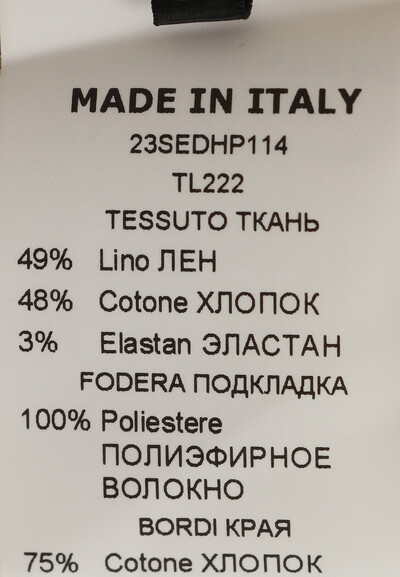 MADE IN ITALY
23SEDHP114
TL222
TESSUTO ТКАНЬ
49% Lino ЛЕН
48% Cotone ХЛОПОК
3% Elastan ЭЛАСТАН
FODERA ПОДКЛАДКА
100% Poliestere
ПОЛИЭФИРНОЕ
ВОЛОКНО
BORDI КРАЯ
75% Cotone ХЛОПОК